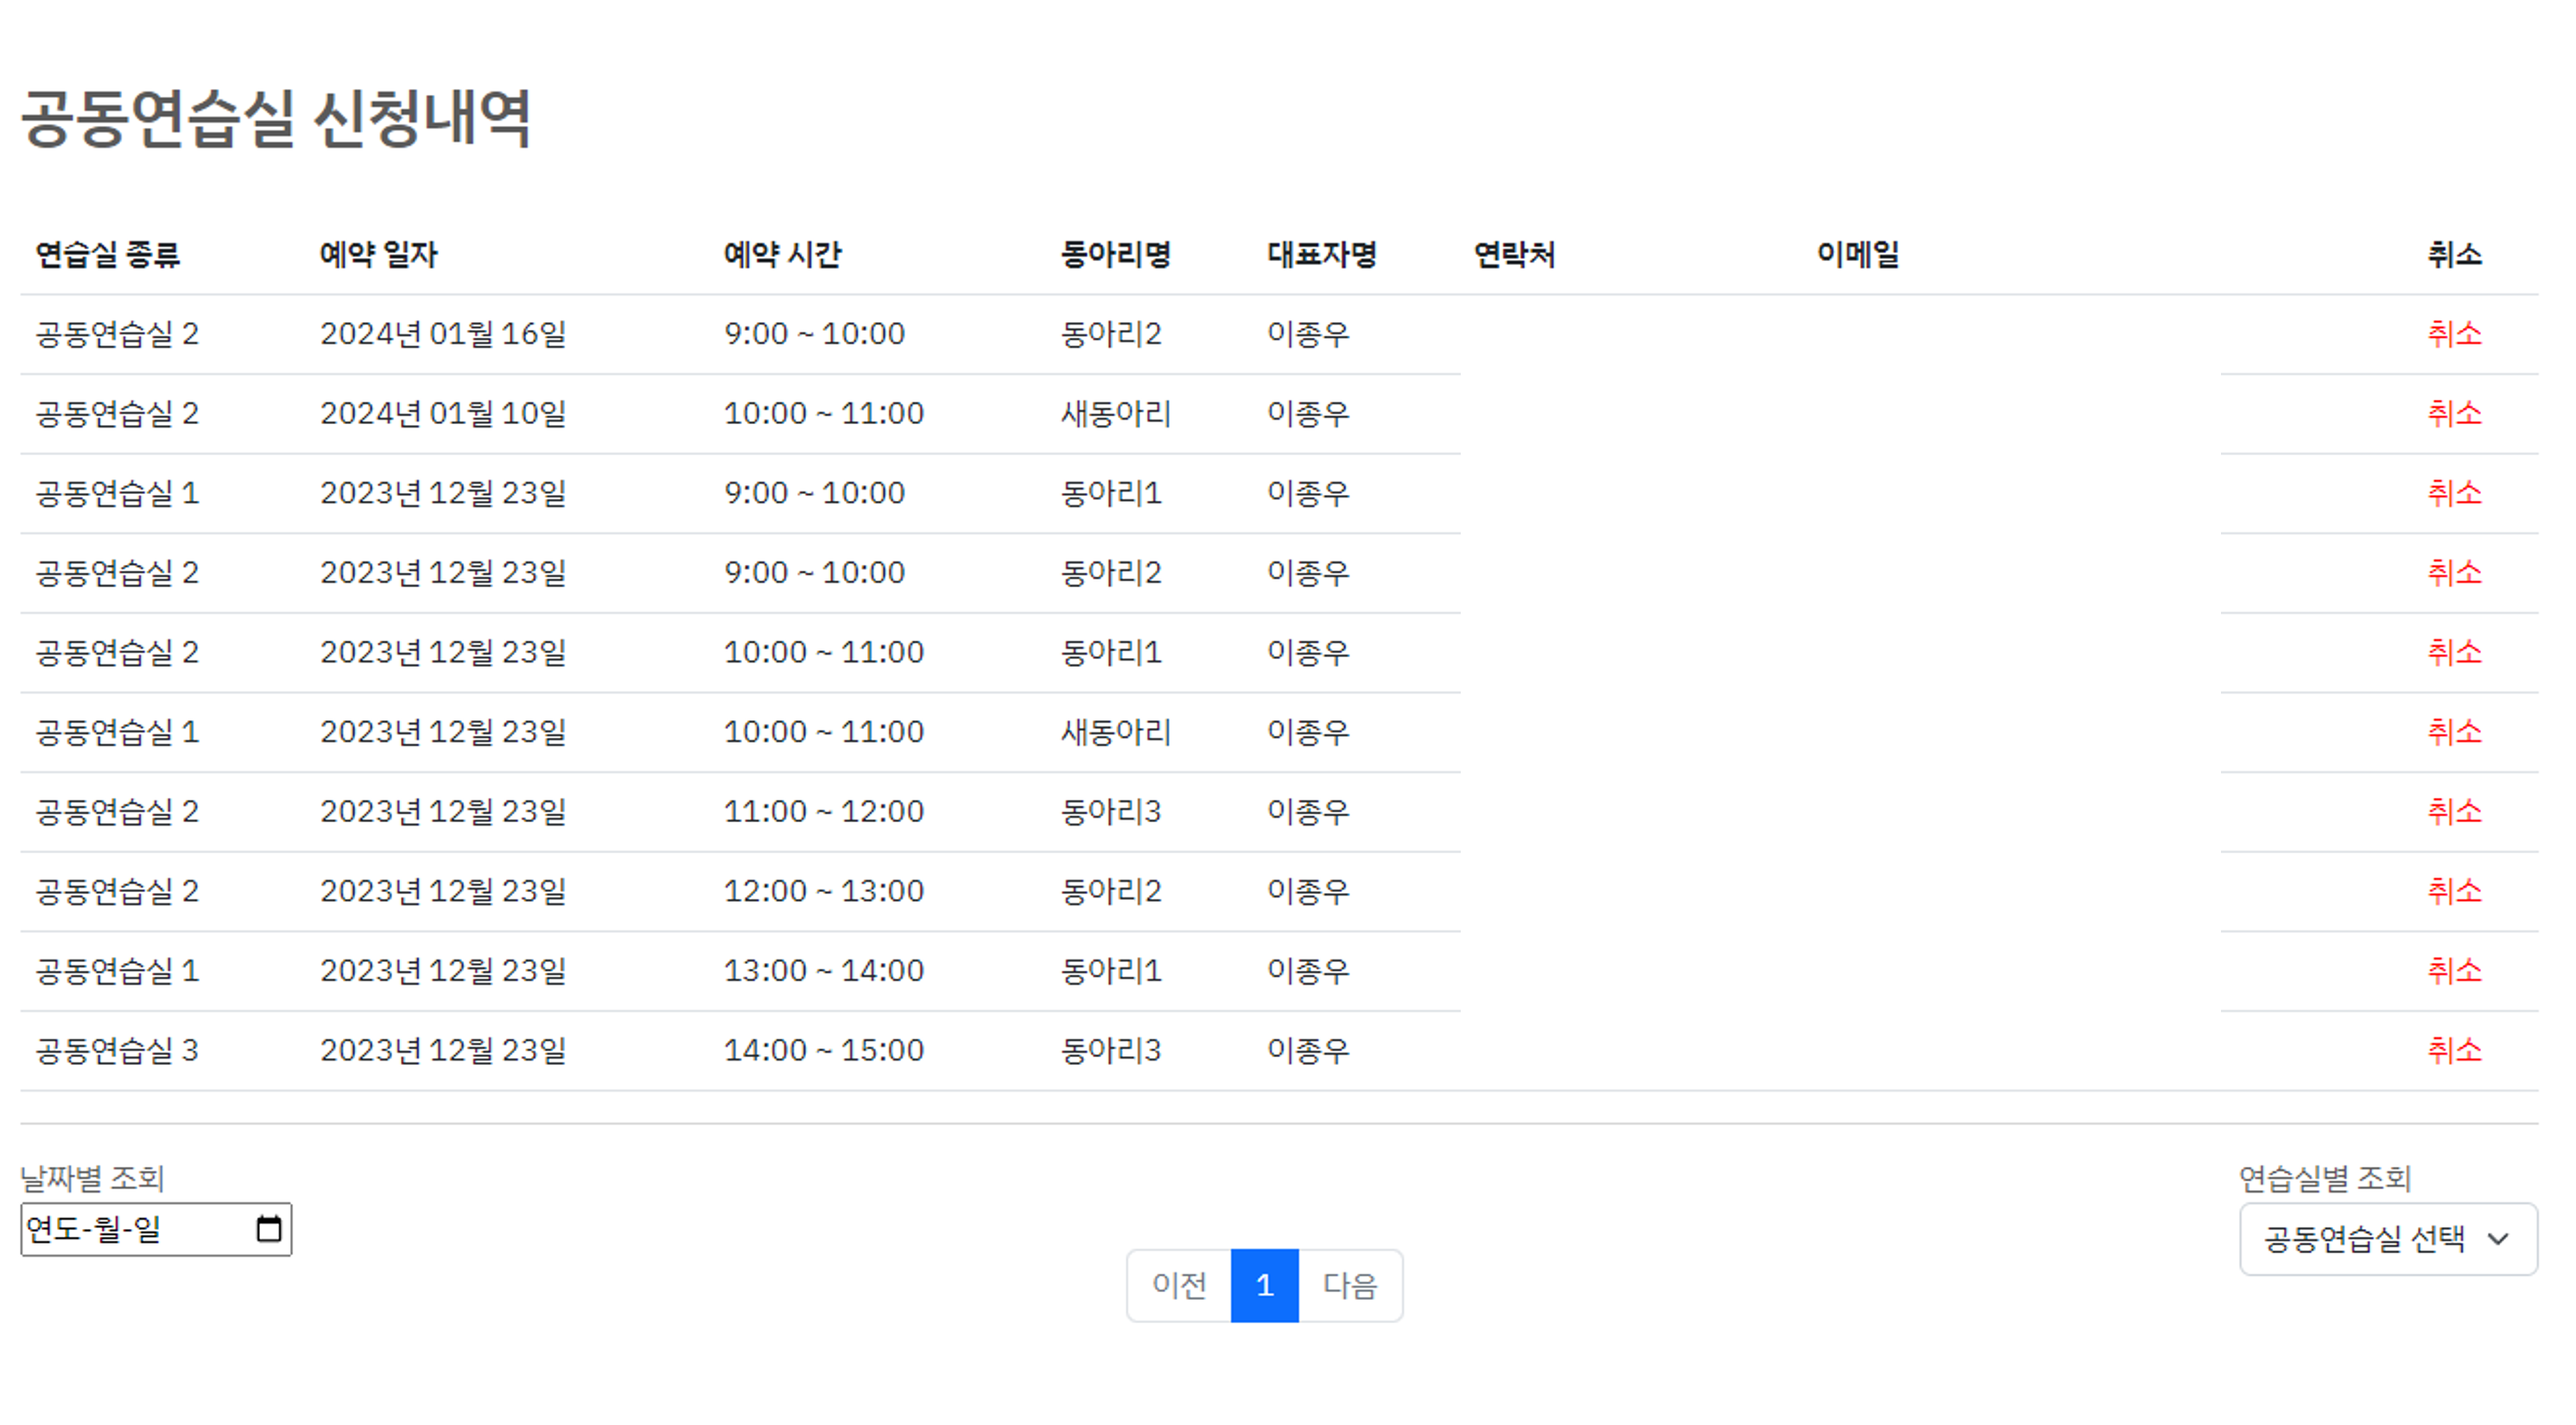 공동연습실 신청내역
연습실 종류 예약 일자 예약 시간 동아리명 대표자명 연락처 이메일 취소
공동연습실 2 2024년 01월 16일 9:00 ~ 10:00 동아리2 이종우 취소
공동연습실 2 2024년 01월 10일 10:00 ~ 11:00 새동아리 이종우 취소
공동연습실 1 2023년 12월 23일 9:00 ~ 10:00 동아리1 이종우 취소
공동연습실 2 2023년 12월 23일 9:00 ~ 10:00 동아리2 이종우 취소
공동연습실 2 2023년 12월 23일 10:00 ~ 11:00 동아리1 이종우 취소
공동연습실 1 2023년 12월 23일 10:00 ~ 11:00 새동아리 이종우 취소
공동연습실 2 2023년 12월 23일 11:00 ~ 12:00 동아리3 이종우 취소
공동연습실 2 2023년 12월 23일 12:00 ~ 13:00 동아리2 이종우 취소
공동연습실 1 2023년 12월 23일 13:00 ~ 14:00 동아리1 이종우 취소
공동연습실 3 2023년 12월 23일 14:00 ~ 15:00 동아리3 이종우 취소
날짜별 조회 연습실별 조회
연도-월-일 공동연습실 선택
이전 1 다음